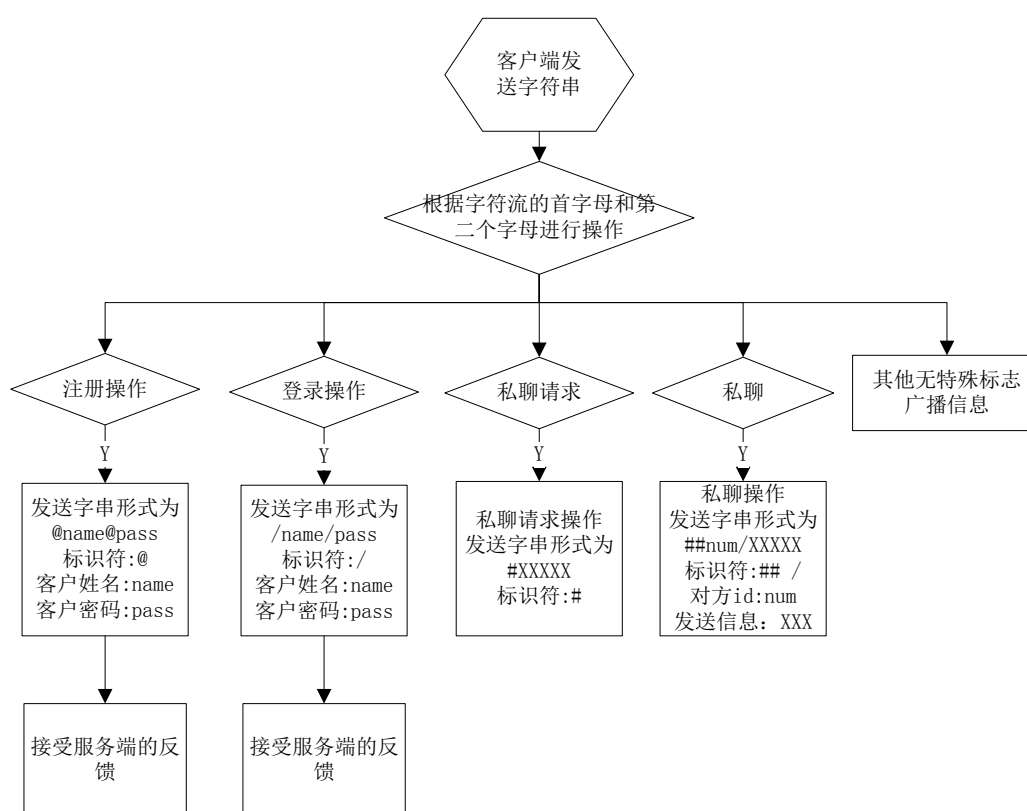 客户端发
送字符串
根据字符流的首字母和第
二个字母进行操作
注册操作
登录操作
私聊请求
私聊
其他无特殊标志
广播信息
Y
Y
Y
Y
发送字串形式为
@name@pass
标识符:@
客户姓名:name
客户密码:pass
发送字串形式为
/name/pass
标识符:/
客户姓名:name
客户密码:pass
私聊请求操作
发送字串形式为
#XXXXX
标识符:#
私聊操作
发送字串形式为
##num/XXXXX
标识符:## /
对方id:num
发送信息：XXX
接受服务端的反
馈
接受服务端的反
馈